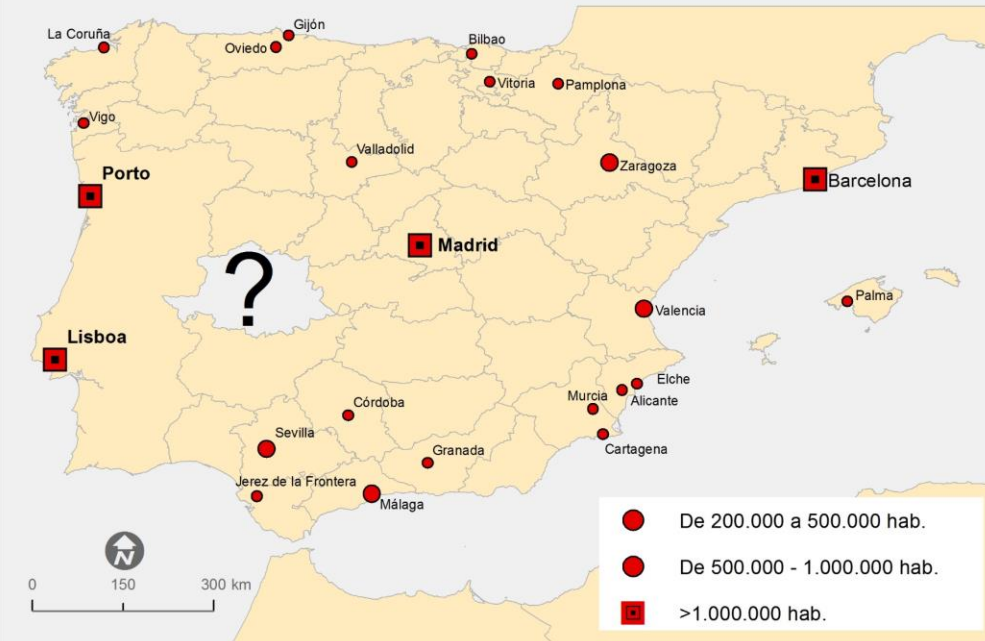 La Coruña
Gijón
Oviedo
Bilbao
Vitoria
Pamplona
Vigo
Valladolid
Zaragoza
Porto
Barcelona
Madrid
?
Palma
Valencia
Lisboa
Elche
Murcia
Alicante
Córdoba
Sevilla
Cartagena
Granada
Jerez de la Frontera
Málaga
De 200.000 a 500.000 hab.
De 500.000 - 1.000.000 hab.
>1.000.000 hab.
N
0 150 300 km